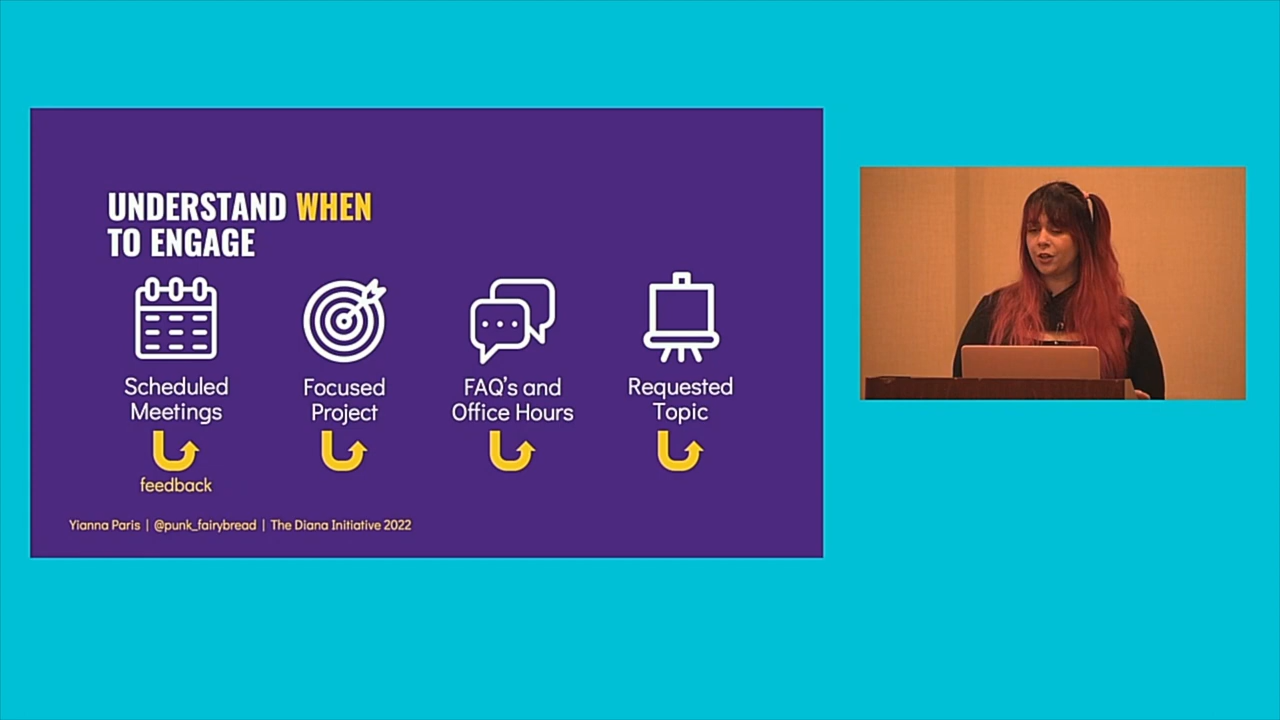 UNDERSTAND WHEN
TO ENGAGE
Scheduled
Meetings
feedback
Focused
Project
FAQ's and
Office Hours
Requested
Topic
Yianna Paris | @punk_fairybread | The Diana Initiative 2022